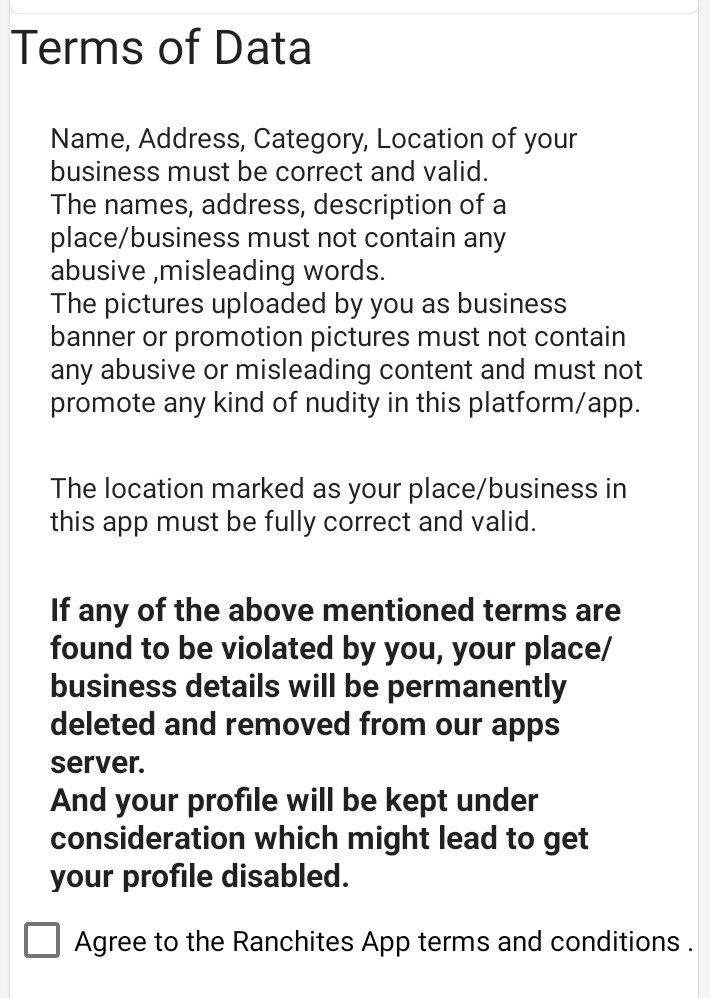 Terms of Data
Name, Address, Category, Location of your
business must be correct and valid.
The names, address, description of a
place/business must not contain any
abusive ,misleading words.
The pictures uploaded by you as business
banner or promotion pictures must not contain
any abusive or misleading content and must not
promote any kind of nudity in this platform/app.
The location marked as your place/business in
this app must be fully correct and valid.
If any of the above mentioned terms are
found to be violated by you, your place/
business details will be permanently
deleted and removed from our apps
server.
And your profile will be kept under
consideration which might lead to get
your profile disabled.
Agree to the Ranchites App terms and conditions .